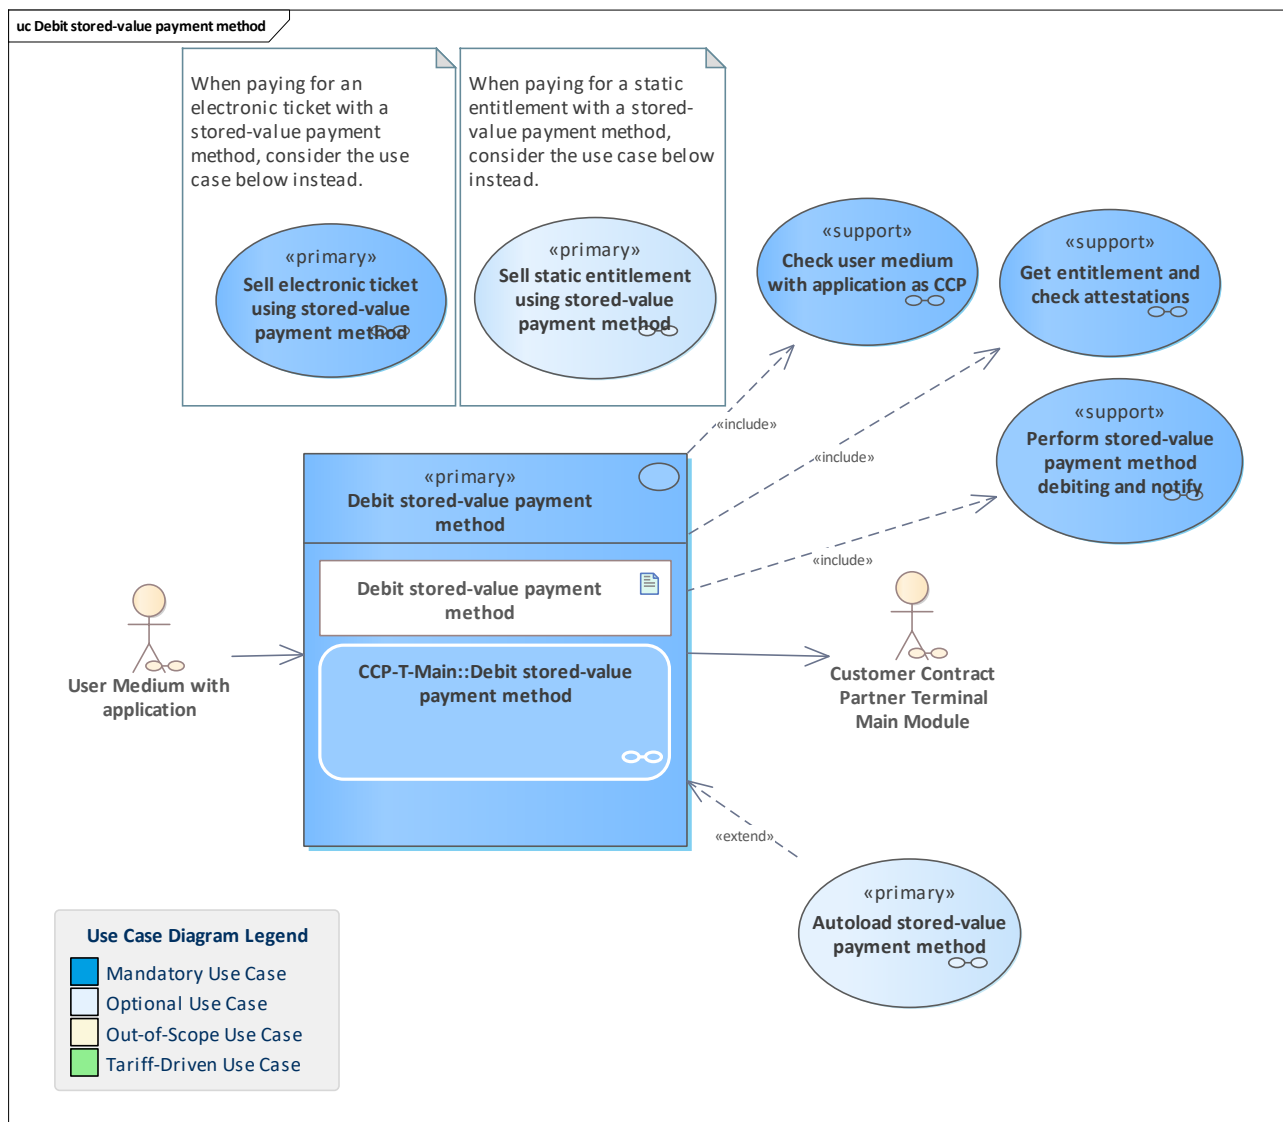 uc Debit stored-value payment method
When paying for an
electronic ticket with a
stored-value payment
method, consider the use
case below instead.
When paying for a static
entitlement with a stored-
value payment method,
consider the use case below
instead.
«primary»
Sell electronic ticket
using stored-value
payment method
«primary»
Sell static entitlement
using stored-value
payment method
«support»
Check user medium
with application as CCP
«support»
Get entitlement and
check attestations
«support»
Perform stored-value
payment method
debiting and notify
«include»
«include»
«include»
«primary»
Debit stored-value payment
method
Debit stored-value payment
method
CCP-T-Main::Debit stored-value
payment method
User Medium with
application
Customer Contract
Partner Terminal
Main Module
«extend»
«primary»
Autoload stored-value
payment method
Use Case Diagram Legend
Mandatory Use Case
Optional Use Case
Out-of-Scope Use Case
Tariff-Driven Use Case